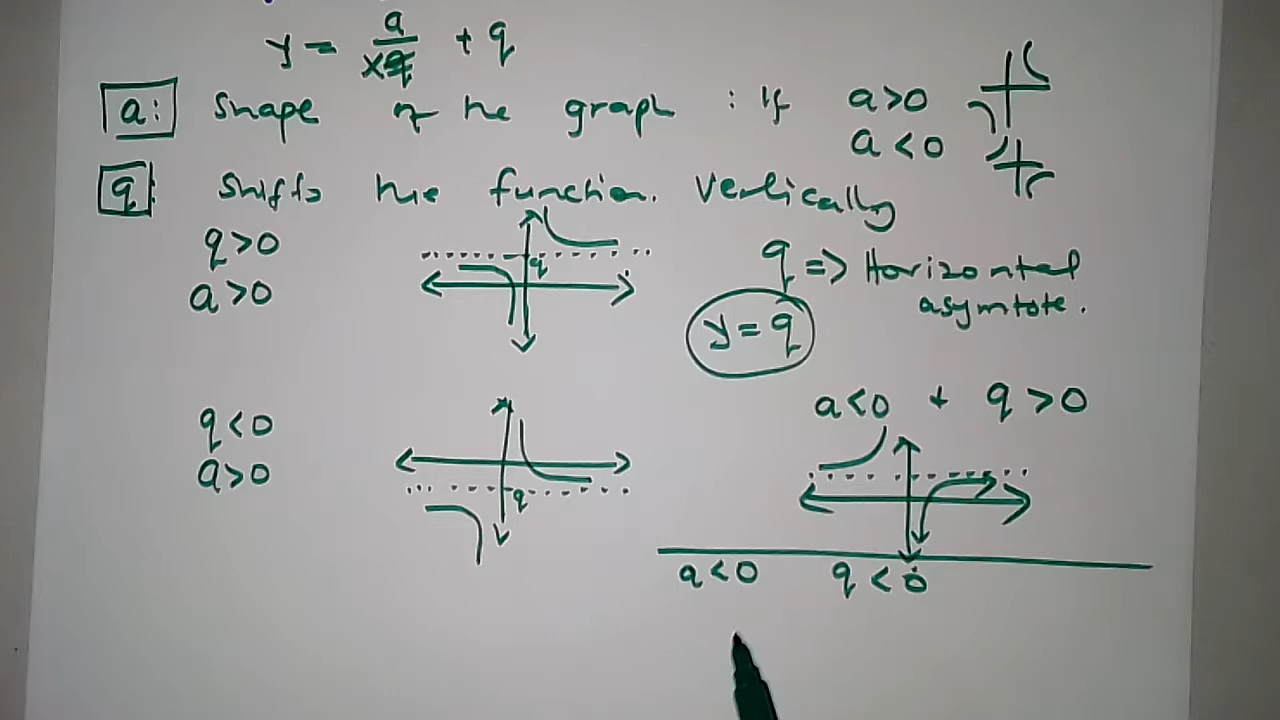 y = a/x + q
a: Shape of the graph : If a>0
a<0
q: Shifts the function. Vertically
q>0
a>0
q
q => Horizontal
asymtote.
y = q
q<0
a>0
q
a<0 + q>0
a<0 q<0